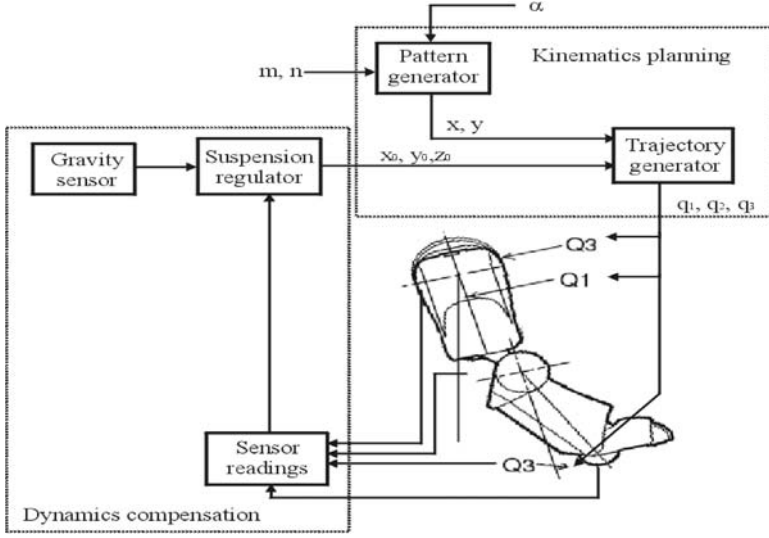 α
Pattern
generator
Kinematics planning
m, n
x, y
Gravity
sensor
Suspension
regulator
x₀, y₀,z₀
Trajectory
generator
q₁, q₂, q₃
Q3
Q1
Sensor
readings
Q3
Dynamics compensation